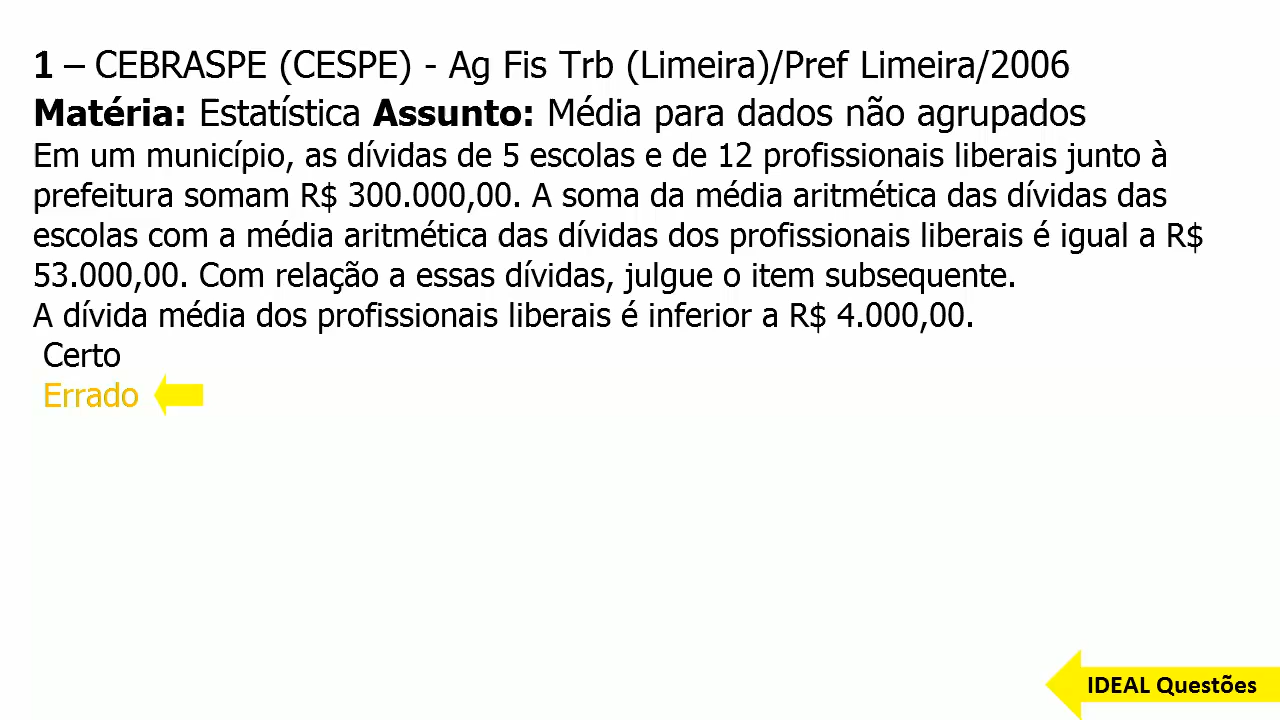 1 – CEBRASPE (CESPE) - Ag Fis Trb (Limeira)/Pref Limeira/2006
Matéria: Estatística Assunto: Média para dados não agrupados
Em um município, as dívidas de 5 escolas e de 12 profissionais liberais junto à
prefeitura somam R$ 300.000,00. A soma da média aritmética das dívidas das
escolas com a média aritmética das dívidas dos profissionais liberais é igual a R$
53.000,00. Com relação a essas dívidas, julgue o item subsequente.
A dívida média dos profissionais liberais é inferior a R$ 4.000,00.
Certo
Errado
IDEAL Questões